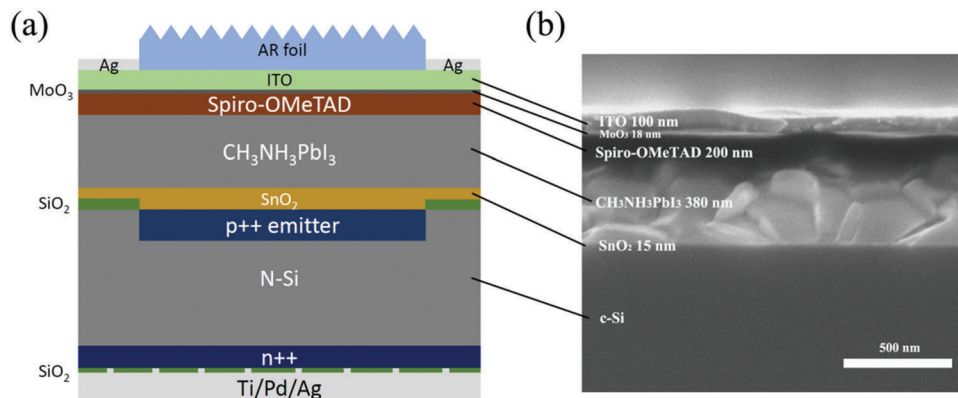 (a)
AR foil
Ag
Ag
ITO
MoO₃
Spiro-OMeTAD
CH₃NH₃PbI₃
SnO₂
SiO₂
p++ emitter
N-Si
n++
SiO₂
Ti/Pd/Ag
(b)
ITO 100 nm
MoO₃ 18 nm
Spiro-OMeTAD 200 nm
CH₃NH₃PbI₃ 380 nm
SnO₂ 15 nm
c-Si
500 nm